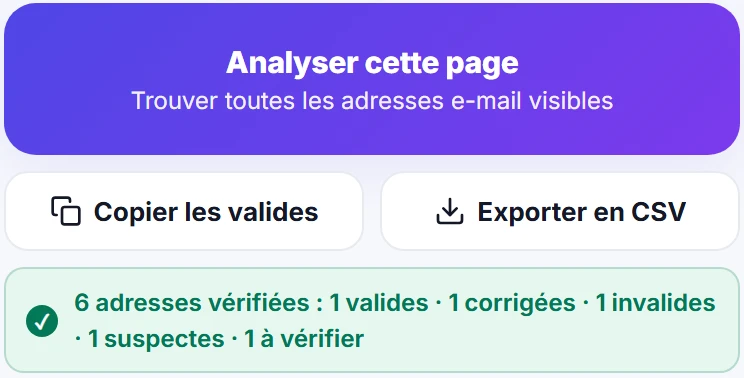 Analyser cette page
Trouver toutes les adresses e-mail visibles
Copier les valides
Exporter en CSV
6 adresses vérifiées : 1 valides · 1 corrigées · 1 invalides
· 1 suspectes · 1 à vérifier